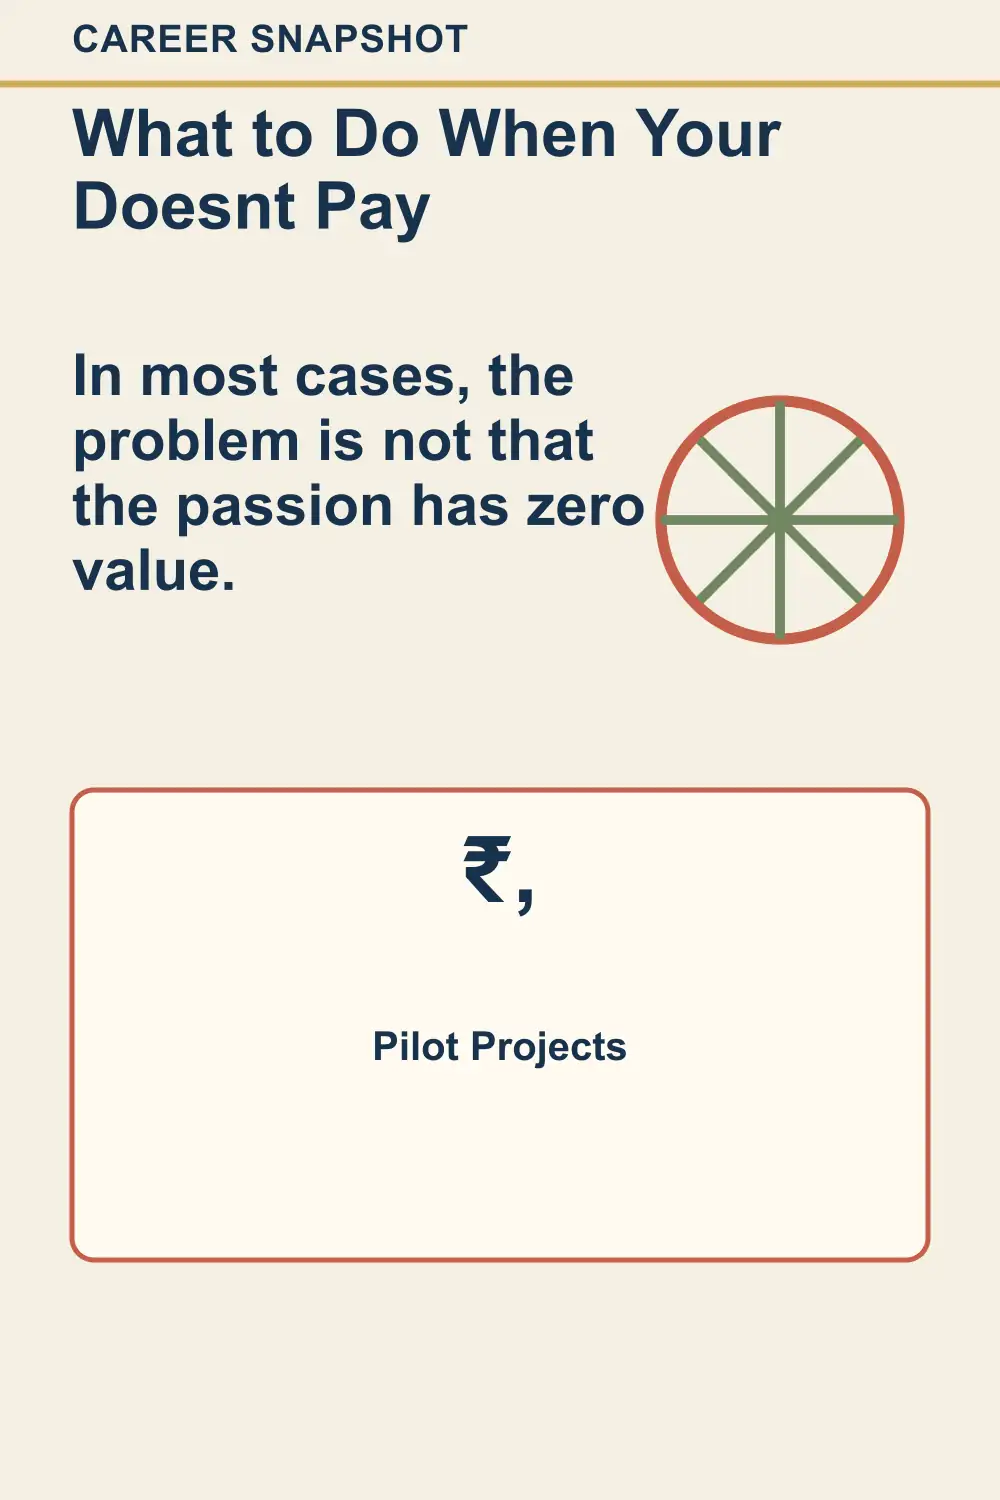 CAREER SNAPSHOT
What to Do When Your
Doesnt Pay
In most cases, the
problem is not that
the passion has zero
value.
₹,
Pilot Projects